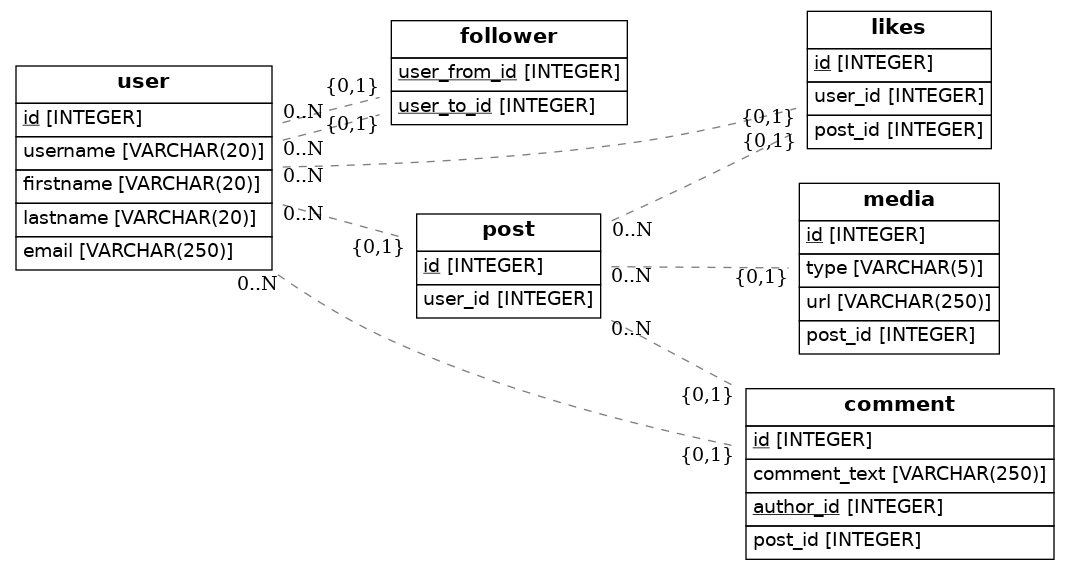 user
id [INTEGER]
username [VARCHAR(20)]
firstname [VARCHAR(20)]
lastname [VARCHAR(20)]
email [VARCHAR(250)]
follower
user_from_id [INTEGER]
user_to_id [INTEGER]
likes
id [INTEGER]
user_id [INTEGER]
post_id [INTEGER]
post
id [INTEGER]
user_id [INTEGER]
media
id [INTEGER]
type [VARCHAR(5)]
url [VARCHAR(250)]
post_id [INTEGER]
comment
id [INTEGER]
comment_text [VARCHAR(250)]
author_id [INTEGER]
post_id [INTEGER]
{0,1}
0..N
{0,1}
0..N
{0,1}
0..N
{0,1}
0..N
{0,1}
0..N
{0,1}
0..N
{0,1}
0..N
{0,1}
0..N